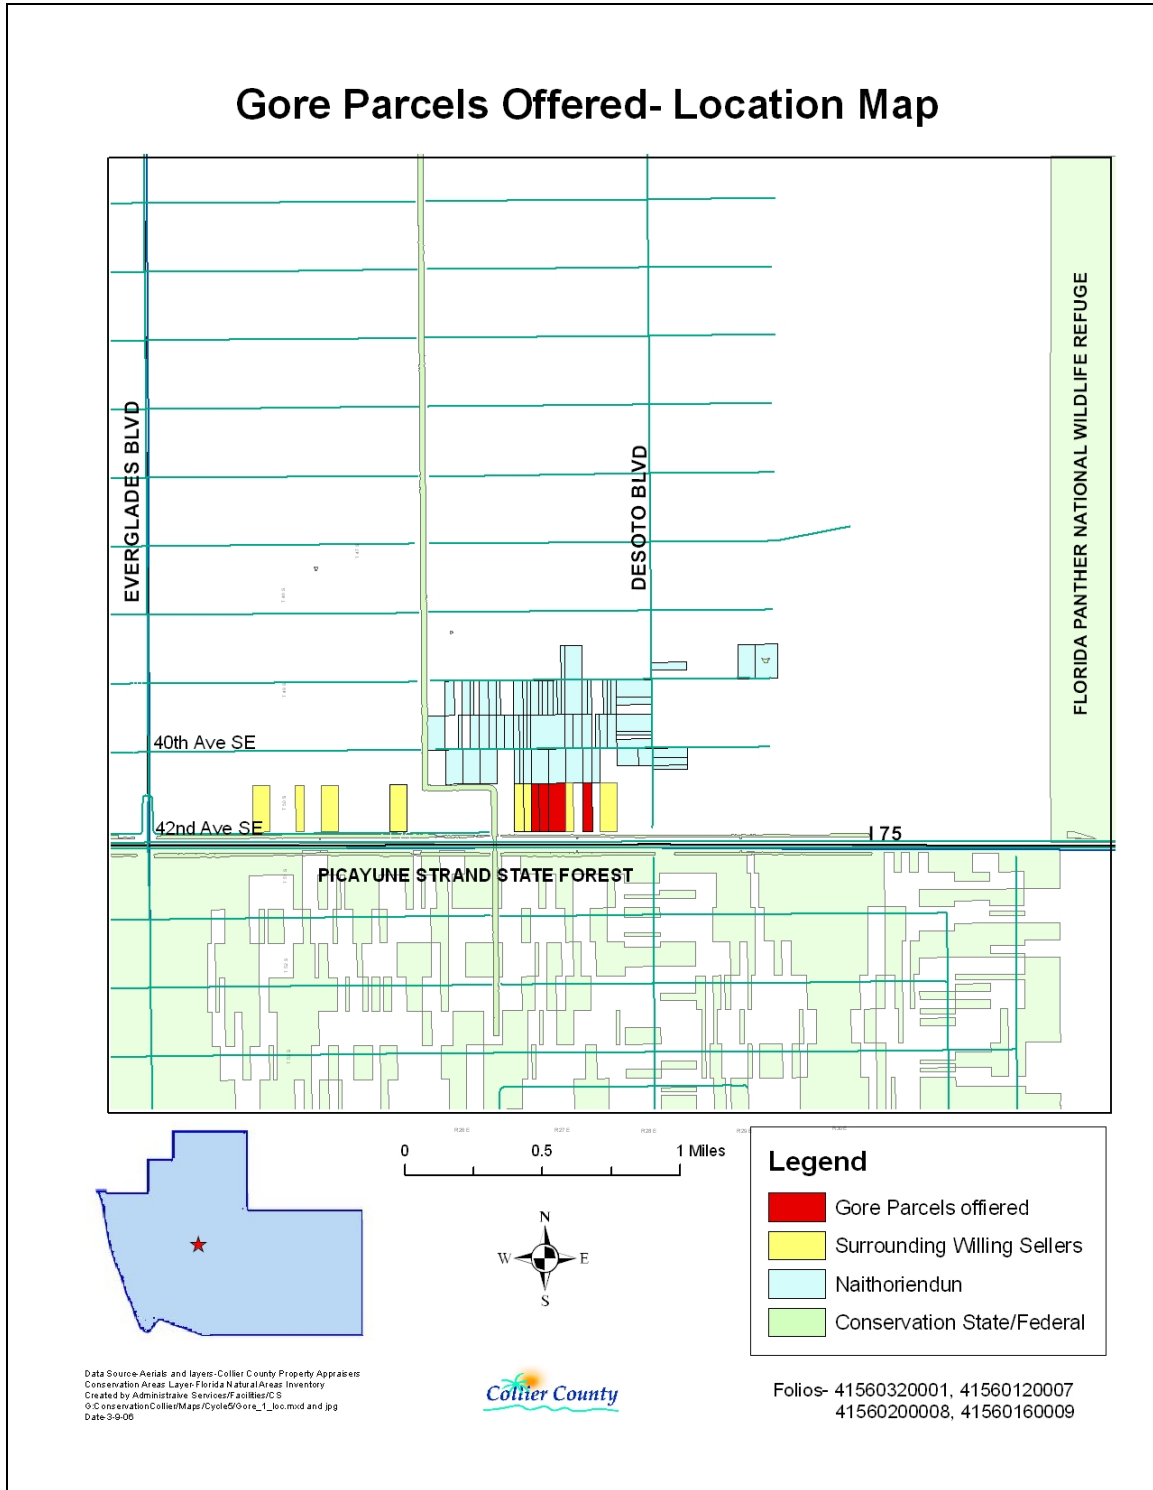 Gore Parcels Offered- Location Map
EVERGLADES BLVD
DESOTO BLVD
FLORIDA PANTHER NATIONAL WILDLIFE REFUGE
40th Ave SE
42nd Ave SE
I 75
PICAYUNE STRAND STATE FOREST
0 0.5 1 Miles
N
W E
S
Legend
Gore Parcels offiered
Surrounding Willing Sellers
Naithoriendun
Conservation State/Federal
Data Source-Aerials and layers-Collier County Property Appraisers
Conservation Areas Layer-Florida Natural Areas Inventory
Created by Administraive Services/Facilities/CS
G:ConservationCollier/Maps/Cycle5/Gore_1_loc.mxd and jpg
Date-3-9-06
Collier County
Folios- 41560320001, 41560120007
41560200008, 41560160009